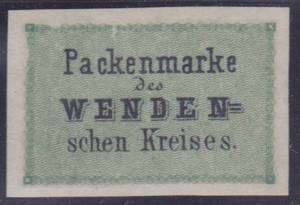 Packenmarke
des
WENDEN=
schen Kreises.